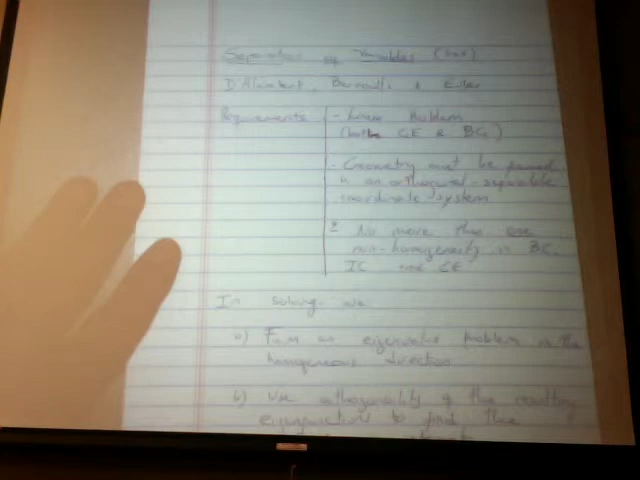 Separation of Variables
D'Alembert, Bernoulli & Euler
Requirements - Linear Problem
(both GE & BCs)
- Geometry must be
in an orthogonal-separable
coordinate system
No more than one
non-homogeneity in BC,
IC and GE
In solving we
a) Form an eigenvalue problem in the
homogeneous direction
b) Use orthogonality of the resulting
eigenfunctions to find the